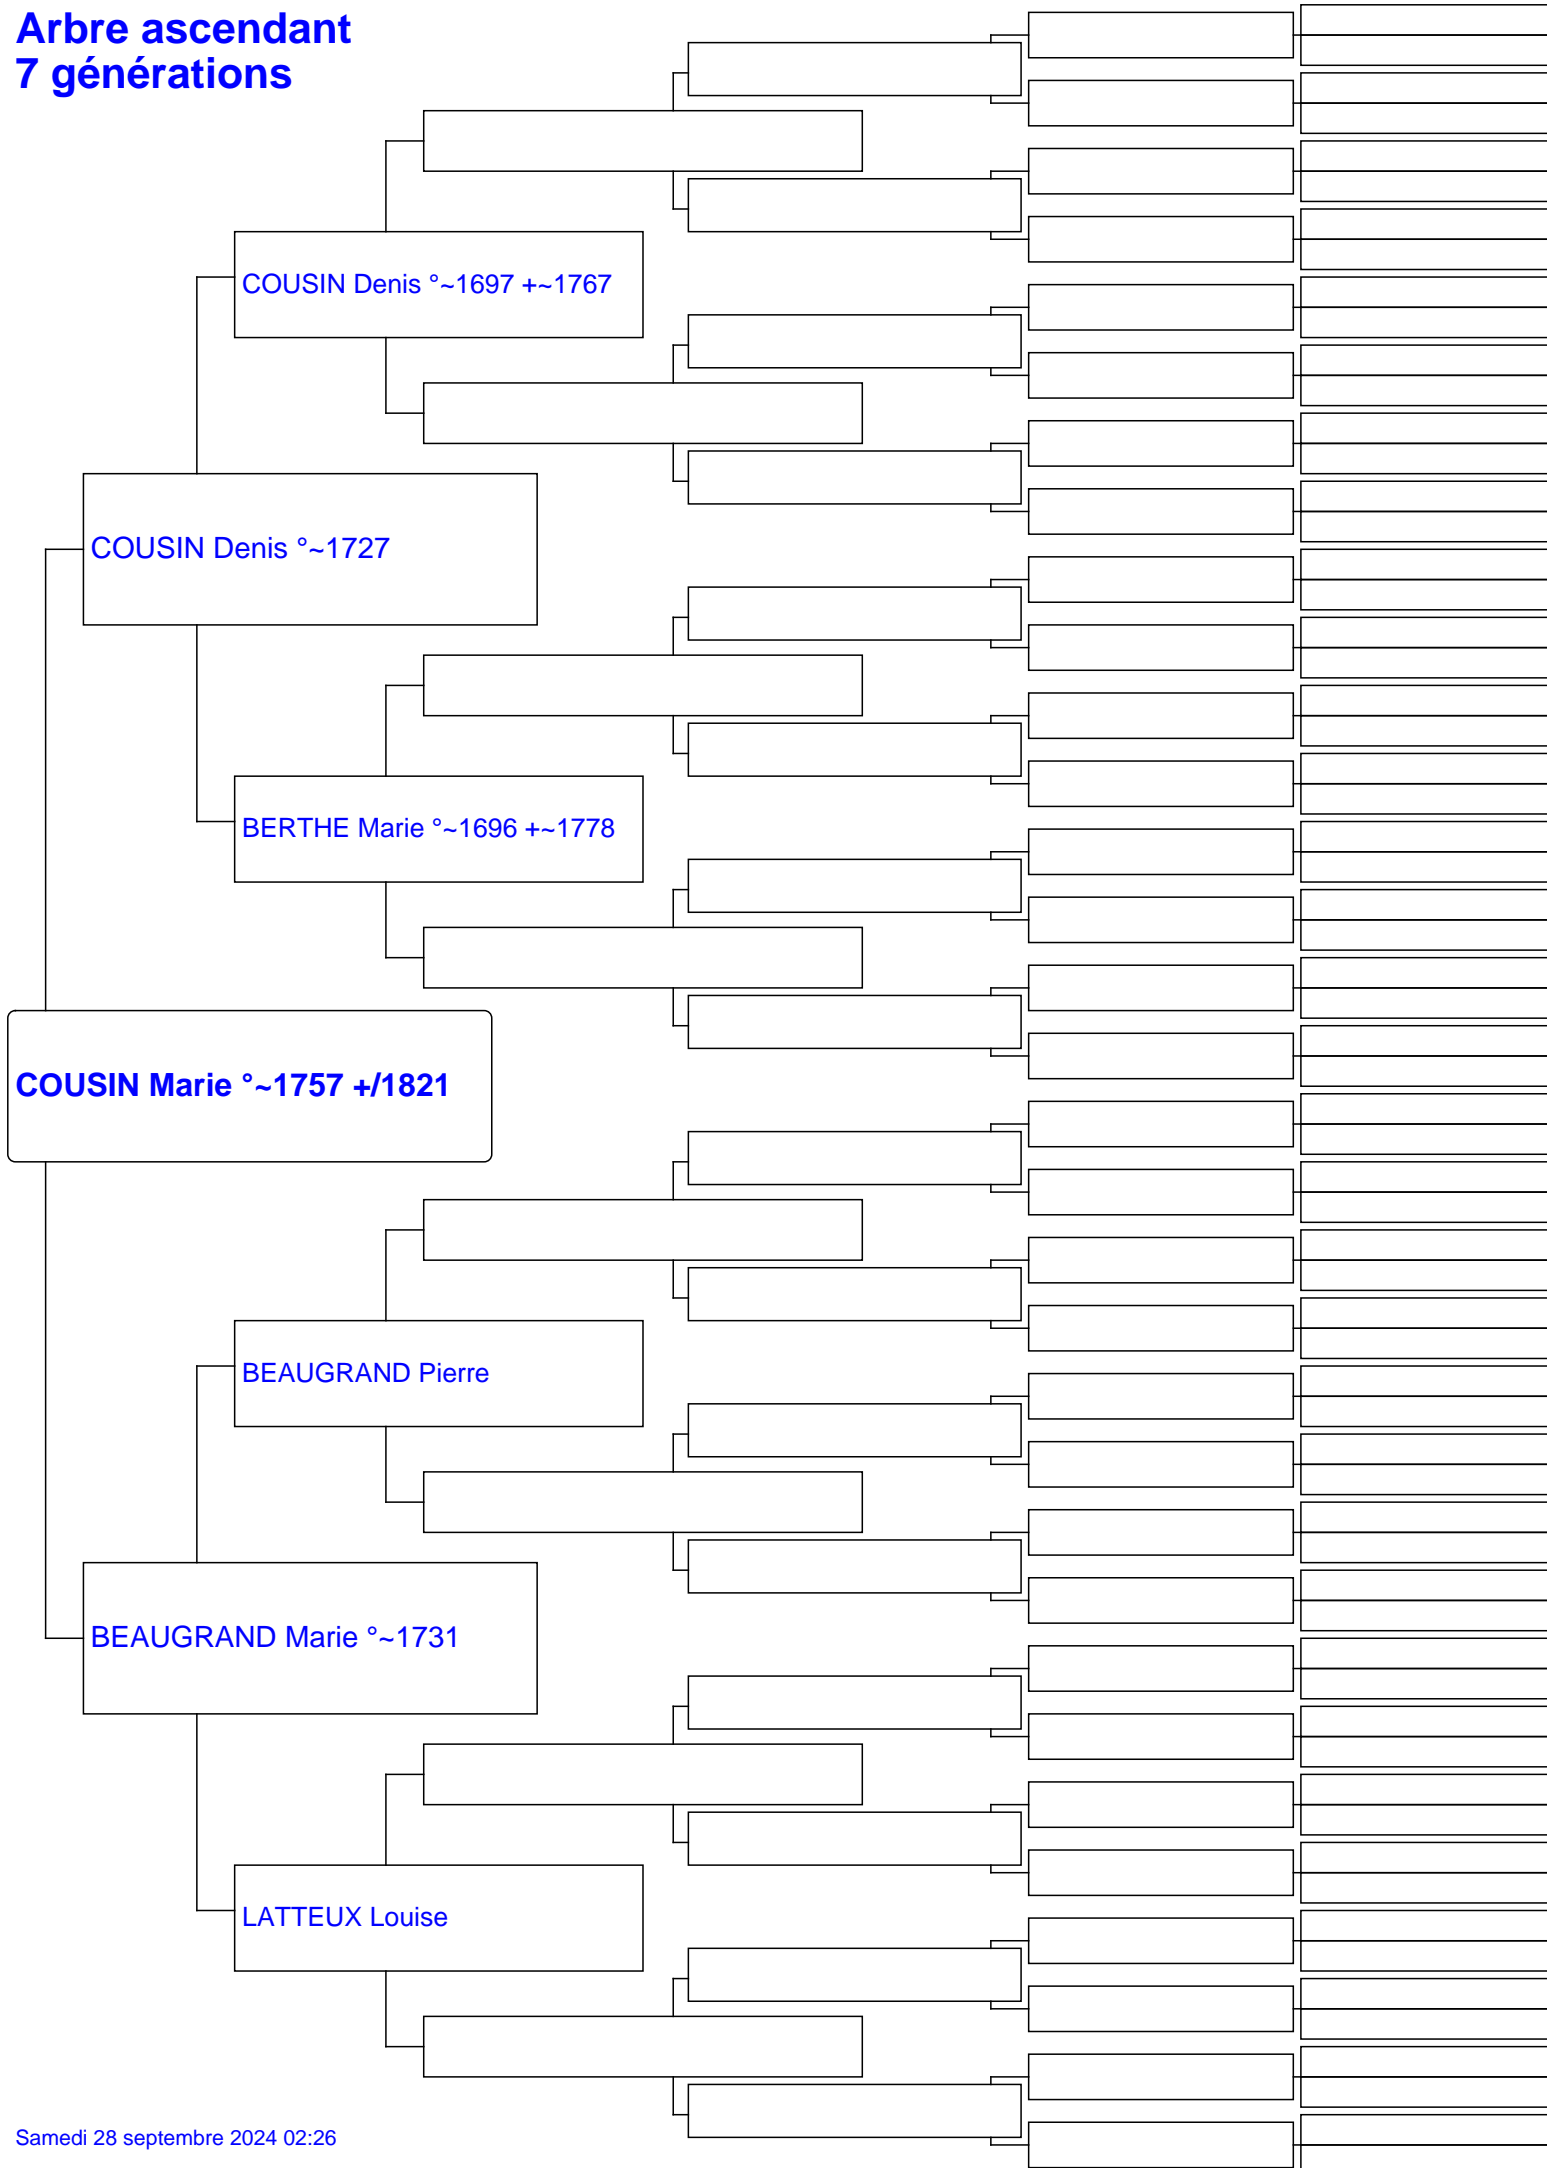 Arbre ascendant
7 générations
COUSIN Denis °~1697 +~1767
COUSIN Denis °~1727
BERTHE Marie °~1696 +~1778
COUSIN Marie °~1757 +/1821
BEAUGRAND Pierre
BEAUGRAND Marie °~1731
LATTEUX Louise
Samedi 28 septembre 2024 02:26